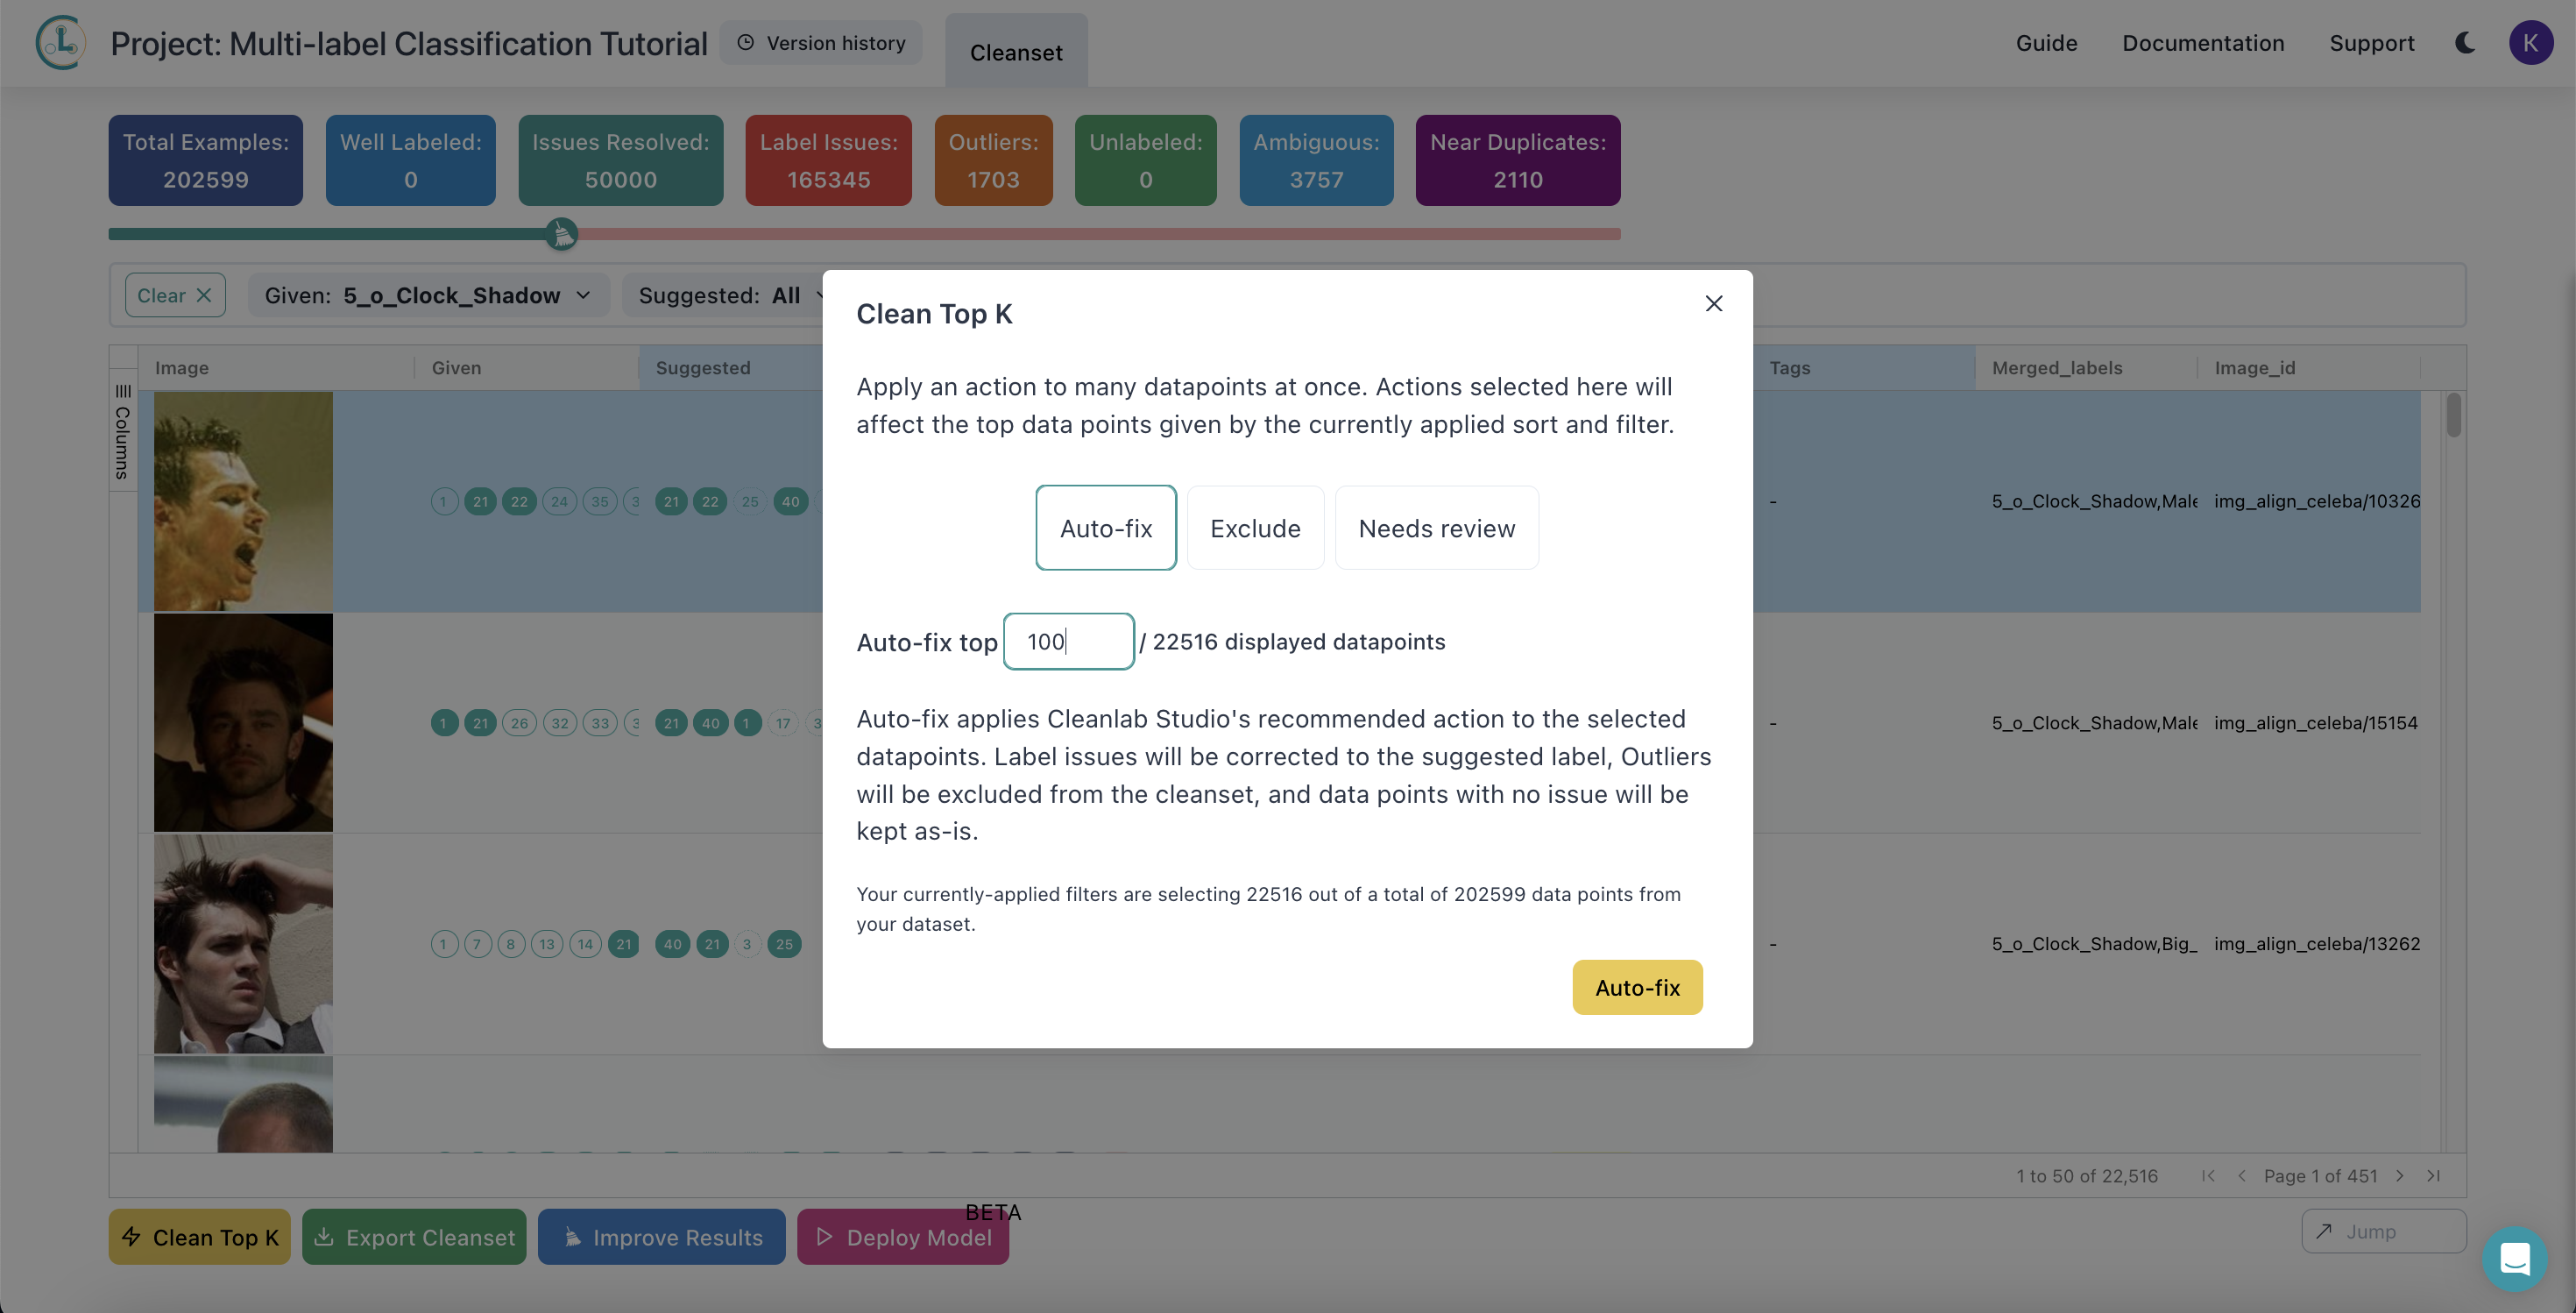 Project: Multi-label Classification Tutorial
Version history
Cleanset
Guide
Documentation
Support
K
Total Examples:
202599
Well Labeled:
0
Issues Resolved:
50000
Label Issues:
165345
Outliers:
1703
Unlabeled:
0
Ambiguous:
3757
Near Duplicates:
2110
Clear
Given: 5_o_Clock_Shadow
Suggested: All
Columns
Image
Given
Suggested
Tags
Merged_labels
Image_id
1 21 22 24 35 3
21 22 25 40
-
5_o_Clock_Shadow,Male
img_align_celeba/10326
1 21 26 32 33 3
21 40 1 17 3
-
5_o_Clock_Shadow,Male
img_align_celeba/15154
1 7 8 13 14 21
40 21 3 25
-
5_o_Clock_Shadow,Big_
img_align_celeba/13262
Clean Top K
Apply an action to many datapoints at once. Actions selected here will
affect the top data points given by the currently applied sort and filter.
Auto-fix
Exclude
Needs review
Auto-fix top 100 / 22516 displayed datapoints
Auto-fix applies Cleanlab Studio's recommended action to the selected
datapoints. Label issues will be corrected to the suggested label, Outliers
will be excluded from the cleanset, and data points with no issue will be
kept as-is.
Your currently-applied filters are selecting 22516 out of a total of 202599 data points from
your dataset.
Auto-fix
1 to 50 of 22,516
Page 1 of 451
BETA
Clean Top K
Export Cleanset
Improve Results
Deploy Model
Jump